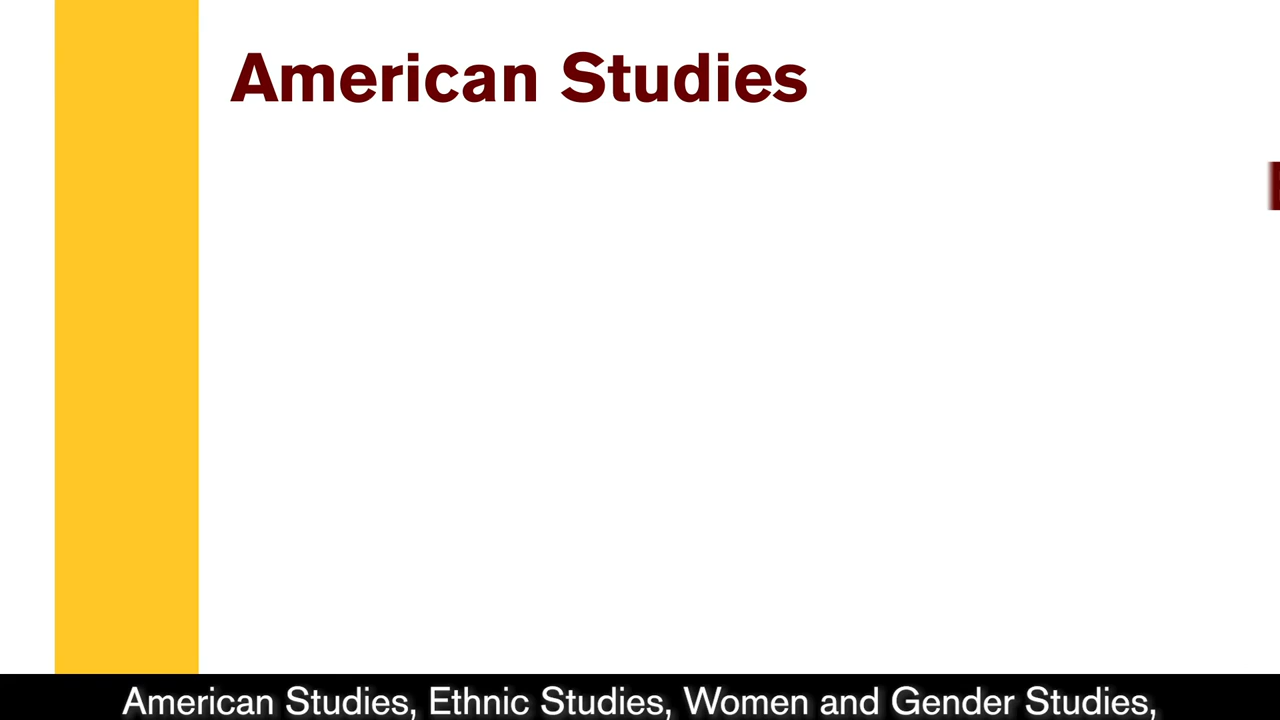 American Studies
American Studies, Ethnic Studies, Women and Gender Studies,